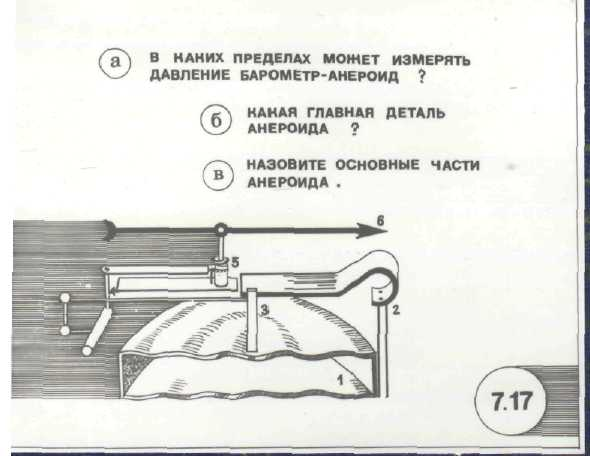 а В КАКИХ ПРЕДЕЛАХ МОЖЕТ ИЗМЕРЯТЬ
ДАВЛЕНИЕ БАРОМЕТР-АНЕРОИД ?
б КАКАЯ ГЛАВНАЯ ДЕТАЛЬ
АНЕРОИДА ?
в НАЗОВИТЕ ОСНОВНЫЕ ЧАСТИ
АНЕРОИДА .
6
5
3
2
1
7.17